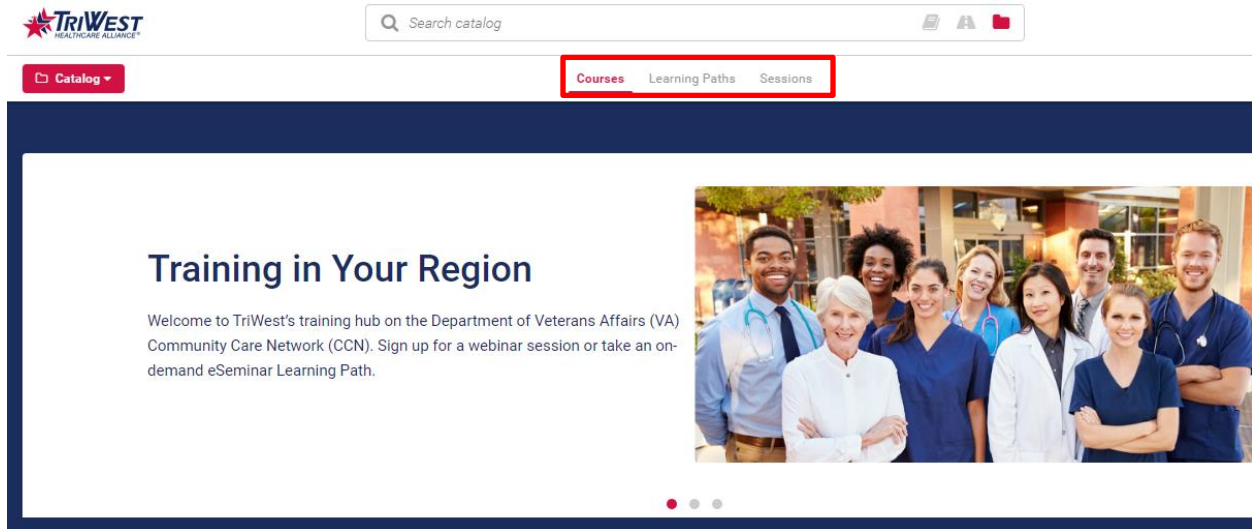 TRIWEST
HEALTHCARE ALLIANCE®
Search catalog
Catalog
Courses Learning Paths Sessions
Training in Your Region
Welcome to TriWest's training hub on the Department of Veterans Affairs (VA)
Community Care Network (CCN). Sign up for a webinar session or take an on-
demand eSeminar Learning Path.